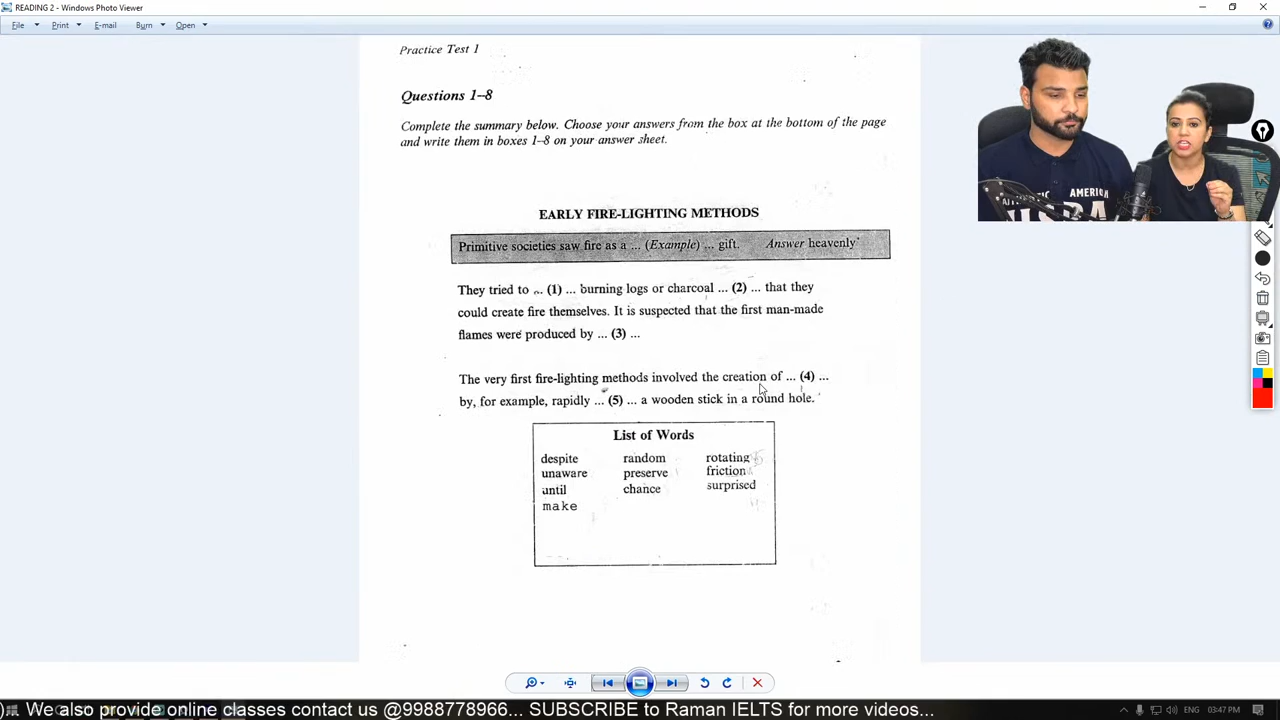 READING 2 - Windows Photo Viewer
File Print E-mail Burn Open
Practice Test 1
Questions 1–8
Complete the summary below. Choose your answers from the box at the bottom of the page
and write them in boxes 1–8 on your answer sheet.
EARLY FIRE-LIGHTING METHODS
Primitive societies saw fire as a ... (Example) ... gift. Answer heavenly
They tried to ... (1) ... burning logs or charcoal ... (2) ... that they
could create fire themselves. It is suspected that the first man-made
flames were produced by ... (3) ...
The very first fire-lighting methods involved the creation of ... (4) ...
by, for example, rapidly ... (5) ... a wooden stick in a round hole.
List of Words
despite random rotating
unaware preserve friction
until chance surprised
make
AMERICA
ENG 03:47 PM
We also provide online classes contact us @9988778966... SUBSCRIBE to Raman IELTS for more videos...